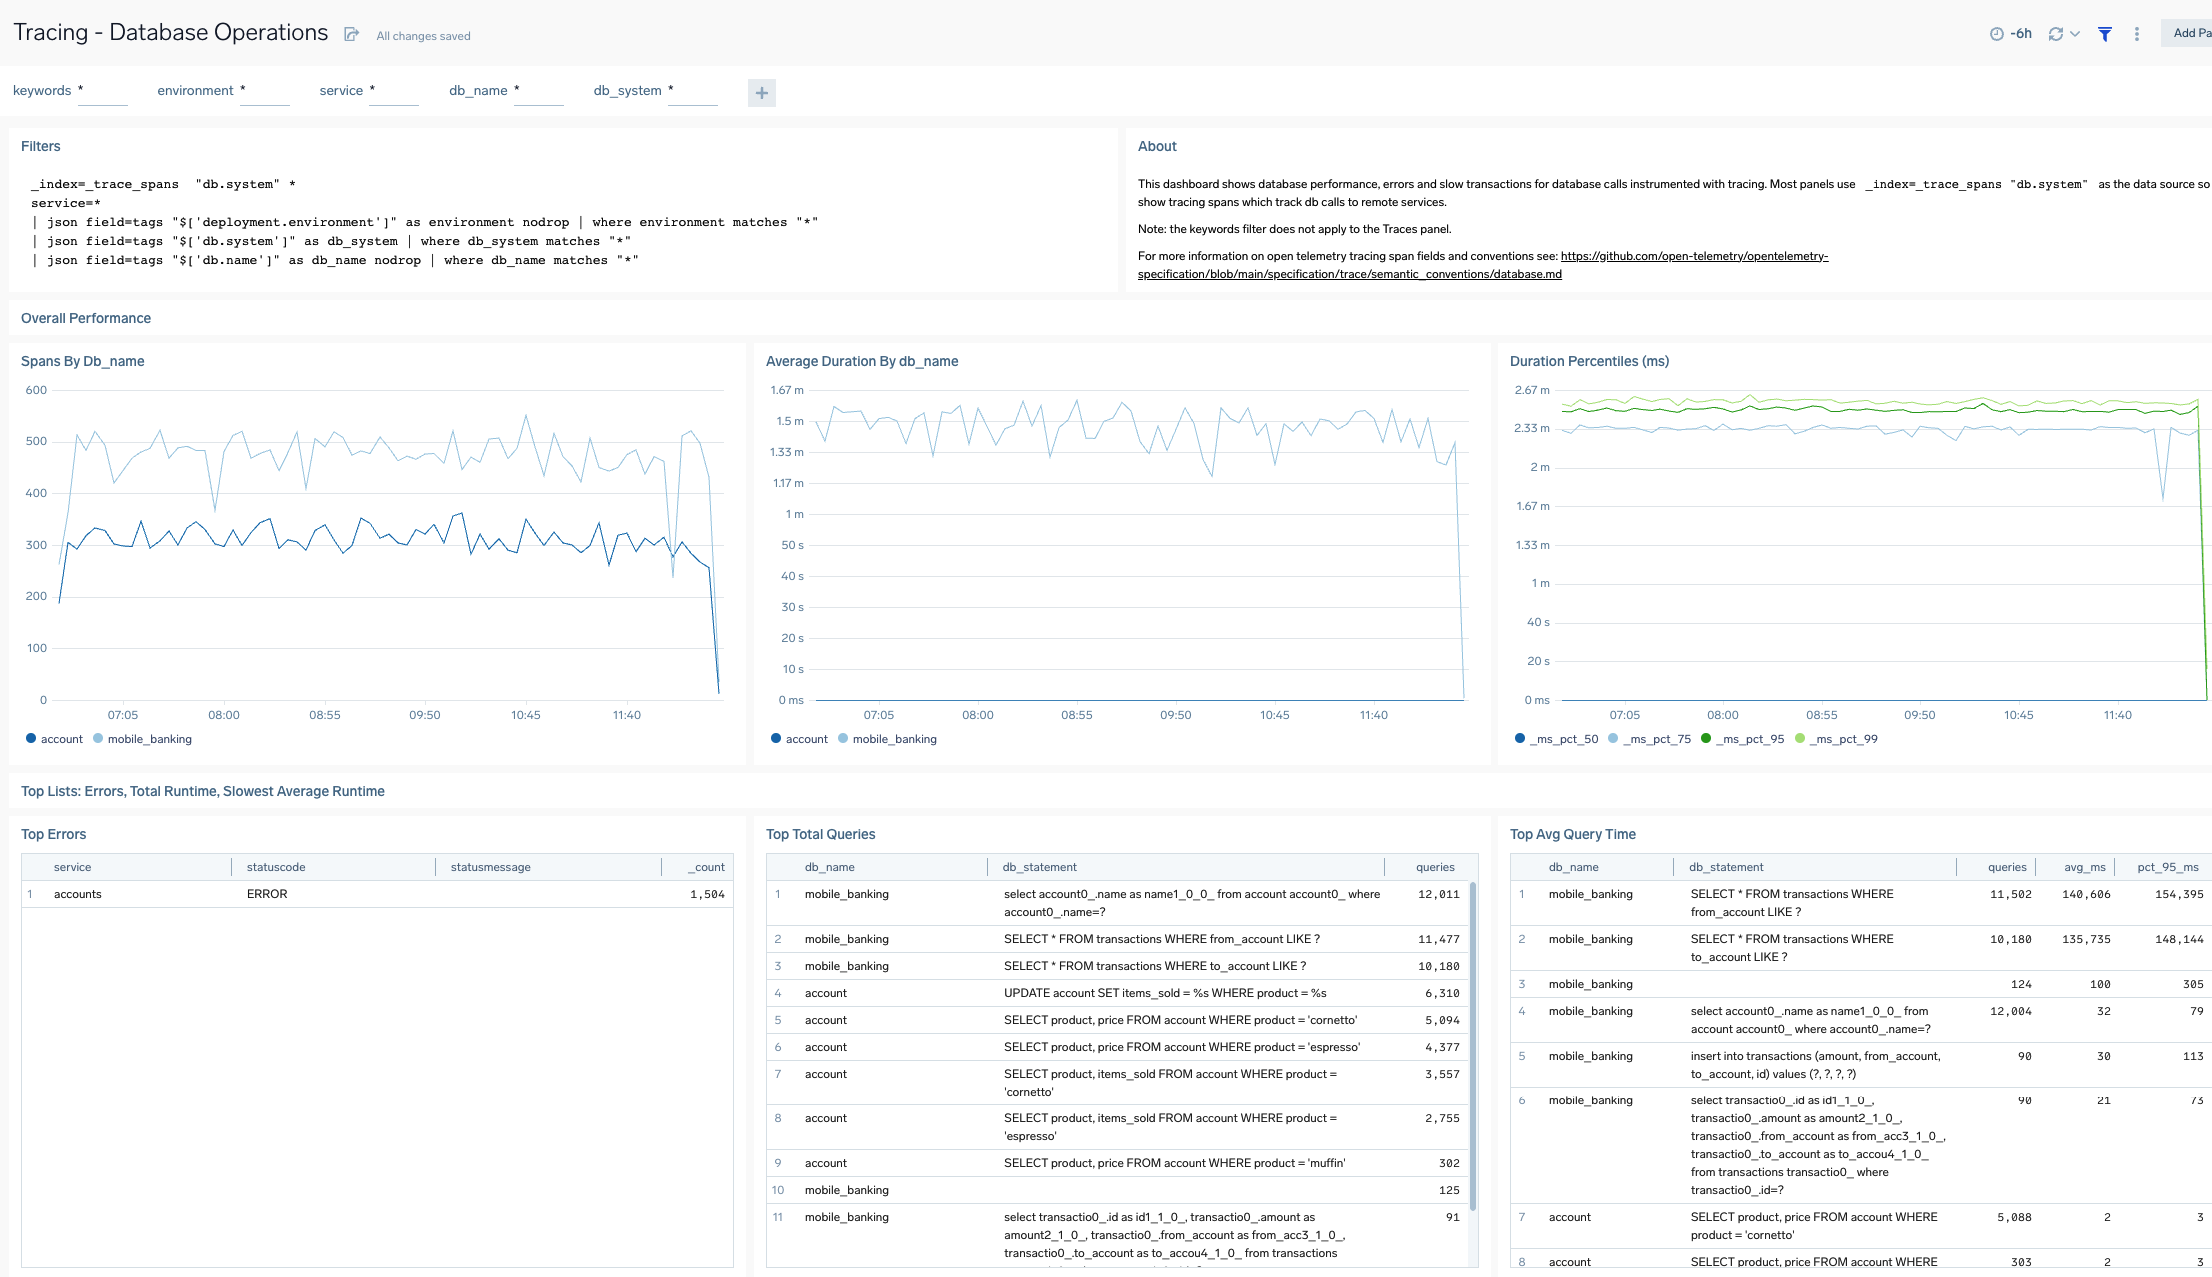 Tracing - Database Operations
All changes saved
-6h
Add Pa
keywords *
environment *
service *
db_name *
db_system *
Filters
_index=_trace_spans "db.system" *
service=*
| json field=tags "$['deployment.environment']" as environment nodrop | where environment matches "*"
| json field=tags "$['db.system']" as db_system | where db_system matches "*"
| json field=tags "$['db.name']" as db_name nodrop | where db_name matches "*"
About
This dashboard shows database performance, errors and slow transactions for database calls instrumented with tracing. Most panels use _index=_trace_spans "db.system" as the data source so
show tracing spans which track db calls to remote services.
Note: the keywords filter does not apply to the Traces panel.
For more information on open telemetry tracing span fields and conventions see: https://github.com/open-telemetry/opentelemetry-
specification/blob/main/specification/trace/semantic_conventions/database.md
Overall Performance
Spans By Db_name
600
500
400
300
200
100
0
07:05 08:00 08:55 09:50 10:45 11:40
account mobile_banking
Average Duration By db_name
1.67 m
1.5 m
1.33 m
1.17 m
1 m
50 s
40 s
30 s
20 s
10 s
0 ms
07:05 08:00 08:55 09:50 10:45 11:40
account mobile_banking
Duration Percentiles (ms)
2.67 m
2.33 m
2 m
1.67 m
1.33 m
1 m
40 s
20 s
0 ms
07:05 08:00 08:55 09:50 10:45 11:40
_ms_pct_50 _ms_pct_75 _ms_pct_95 _ms_pct_99
Top Lists: Errors, Total Runtime, Slowest Average Runtime
Top Errors
service statuscode statusmessage _count
1 accounts ERROR 1,504
Top Total Queries
db_name db_statement queries
1 mobile_banking select account0_.name as name1_0_0_ from account account0_ where 12,011
account0_.name=?
2 mobile_banking SELECT * FROM transactions WHERE from_account LIKE ? 11,477
3 mobile_banking SELECT * FROM transactions WHERE to_account LIKE ? 10,180
4 account UPDATE account SET items_sold = %s WHERE product = %s 6,310
5 account SELECT product, price FROM account WHERE product = 'cornetto' 5,094
6 account SELECT product, price FROM account WHERE product = 'espresso' 4,377
7 account SELECT product, items_sold FROM account WHERE product = 3,557
'cornetto'
8 account SELECT product, items_sold FROM account WHERE product = 2,755
'espresso'
9 account SELECT product, price FROM account WHERE product = 'muffin' 302
10 mobile_banking 125
11 mobile_banking select transactio0_.id as id1_1_0_, transactio0_.amount as 91
amount2_1_0_, transactio0_.from_account as from_acc3_1_0_,
transactio0_.to_account as to_accou4_1_0_ from transactions
Top Avg Query Time
db_name db_statement queries avg_ms pct_95_ms
1 mobile_banking SELECT * FROM transactions WHERE 11,502 140,606 154,395
from_account LIKE ?
2 mobile_banking SELECT * FROM transactions WHERE 10,180 135,735 148,144
to_account LIKE ?
3 mobile_banking 124 100 305
4 mobile_banking select account0_.name as name1_0_0_ from 12,004 32 79
account account0_ where account0_.name=?
5 mobile_banking insert into transactions (amount, from_account, 90 30 113
to_account, id) values (?, ?, ?, ?)
6 mobile_banking select transactio0_.id as id1_1_0_, 90 21 73
transactio0_.amount as amount2_1_0_,
transactio0_.from_account as from_acc3_1_0_,
transactio0_.to_account as to_accou4_1_0_
from transactions transactio0_ where
transactio0_.id=?
7 account SELECT product, price FROM account WHERE 5,088 2 3
product = 'cornetto'
8 account SELECT product, price FROM account WHERE 303 2 3